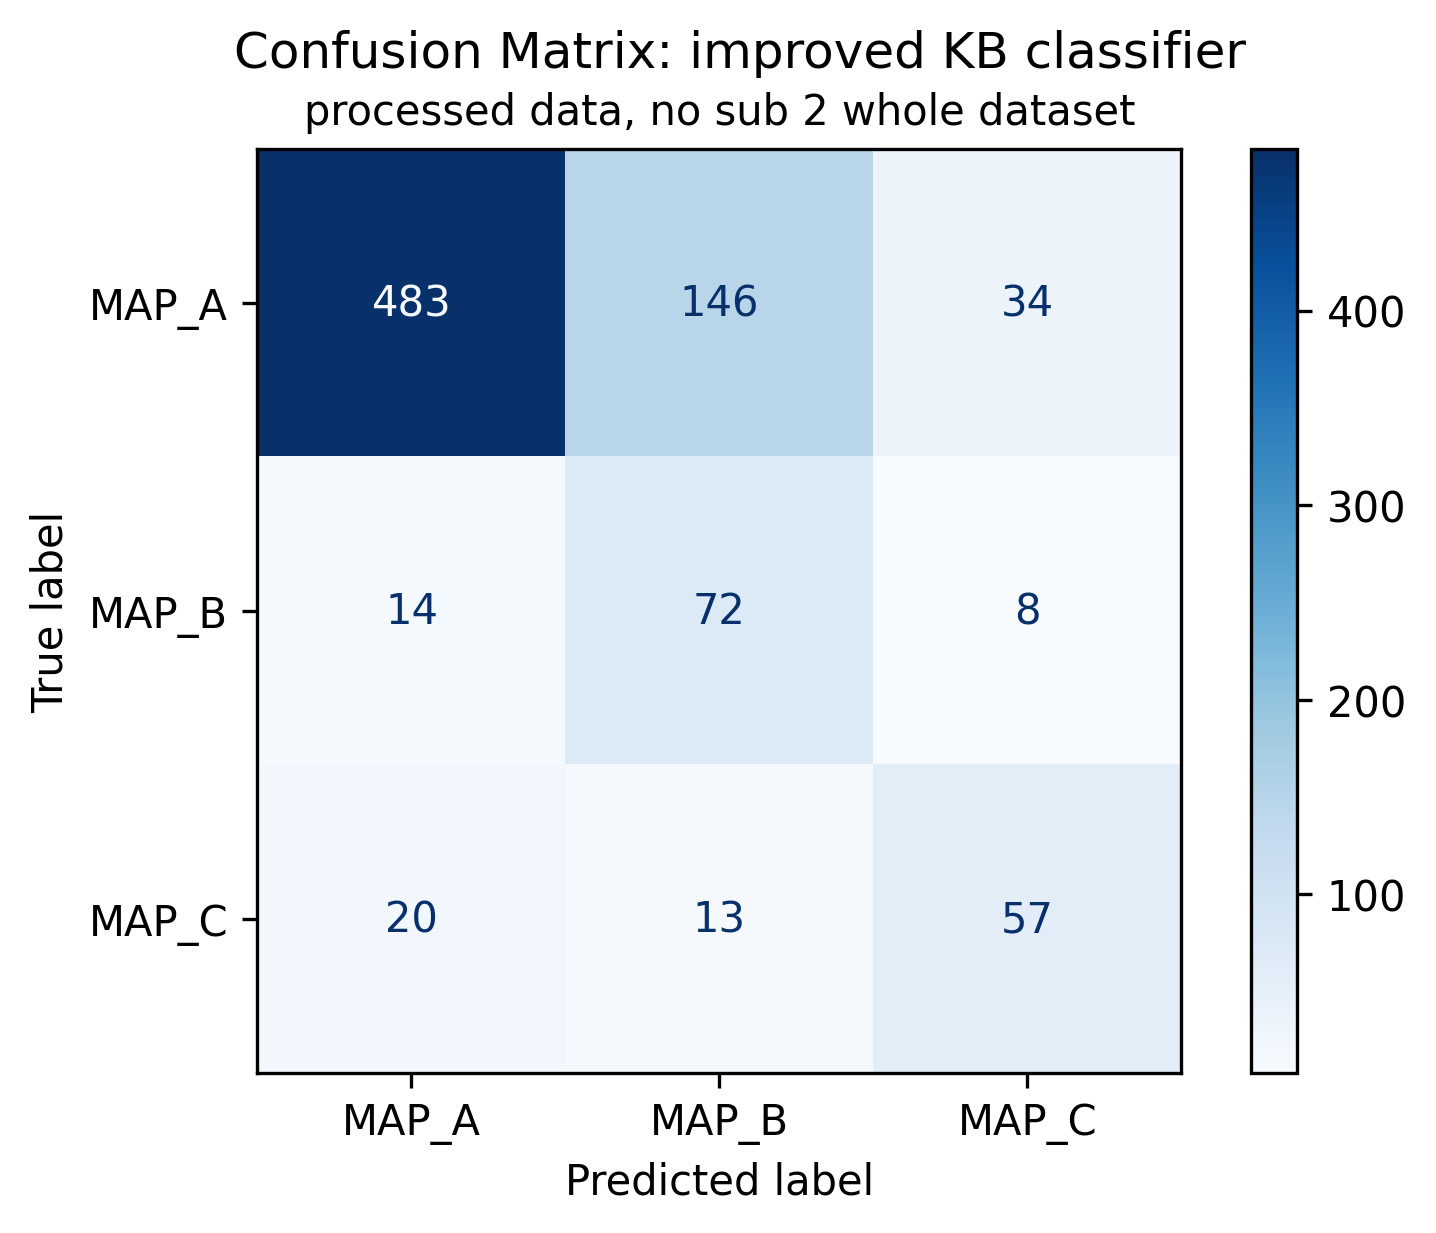 Confusion Matrix: improved KB classifier
processed data, no sub 2 whole dataset
MAP_A
483
146
34
MAP_B
14
72
8
MAP_C
20
13
57
True label
MAP_A
MAP_B
MAP_C
Predicted label
400
300
200
100